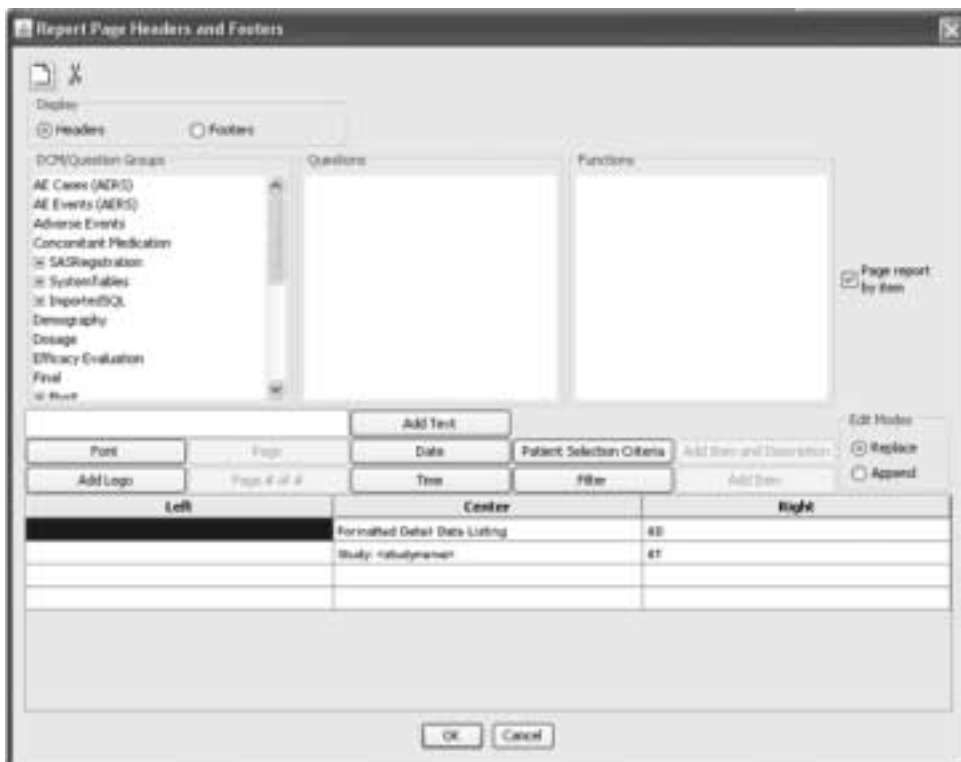 Report Page Headers and Footers
Display
Headers
Footers
DCM/Question Groups
Questions
Functions
AE Cases (AERS)
AE Events (AERS)
Adverse Events
Concomitant Medication
SASRegistration
SystemTables
ImportedSQL
Demography
Dosage
Efficacy Evaluation
Final
Page report
by item
Add Text
Edit Modes
Font
Page
Date
Patient Selection Criteria
Add Item and Description
Replace
Add Logo
Page # of #
Time
Filter
Add Item
Append
Left
Center
Right
Formatted Detail Data Listing
Study: <studyname>
OK
Cancel